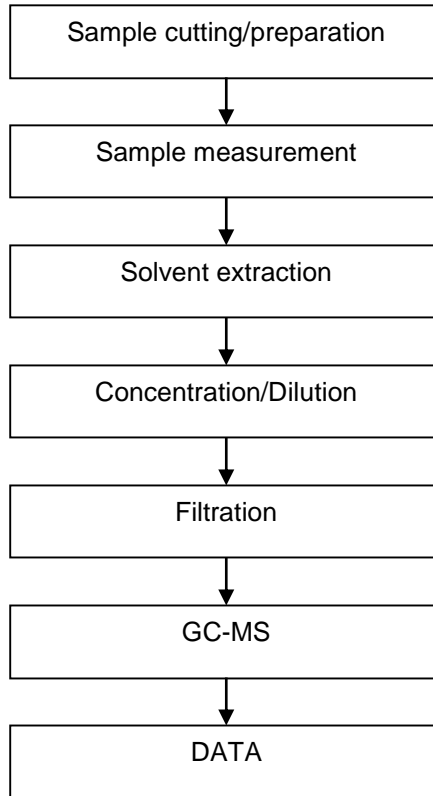 Sample cutting/preparation
Sample measurement
Solvent extraction
Concentration/Dilution
Filtration
GC-MS
DATA